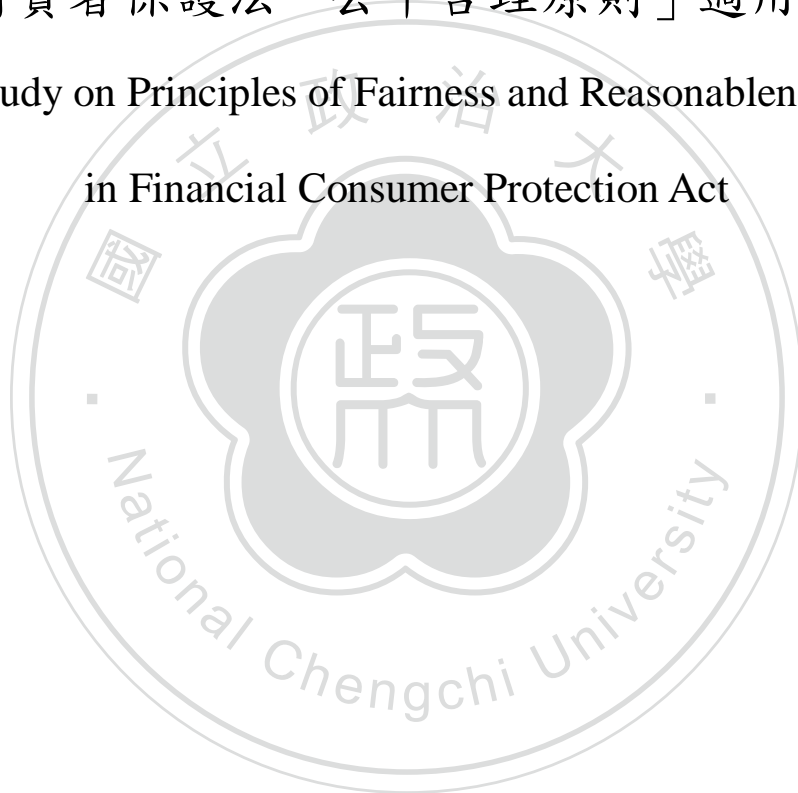 費者保護法「公平合理原則」適用
udy on Principles of Fairness and Reasonablen
in Financial Consumer Protection Act
國立政治大學
政
National Chengchi University